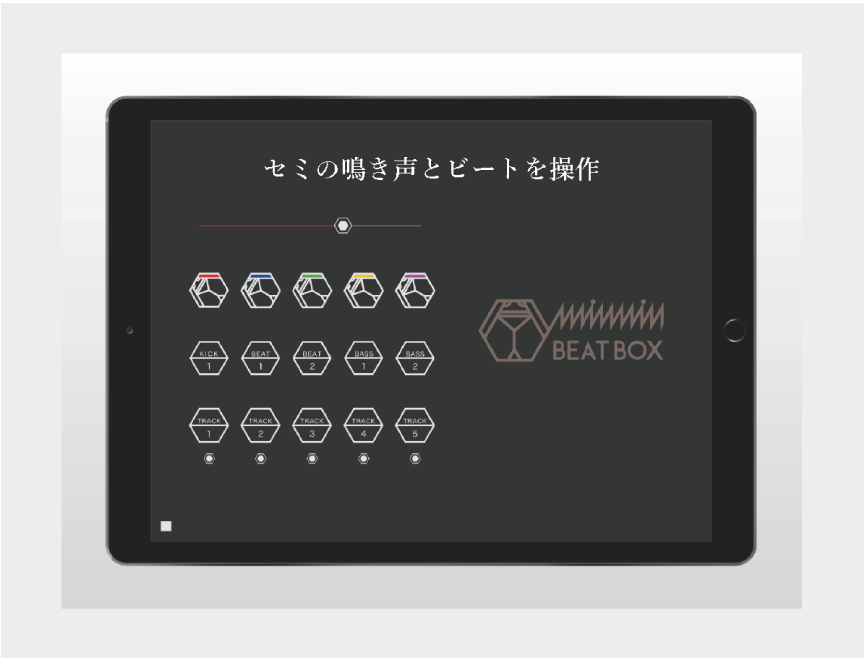 セミの鳴き声とビートを操作
minminmin
BEAT BOX
KICK
1
BEAT
1
BEAT
2
BASS
1
BASS
2
TRACK
1
TRACK
2
TRACK
3
TRACK
4
TRACK
5